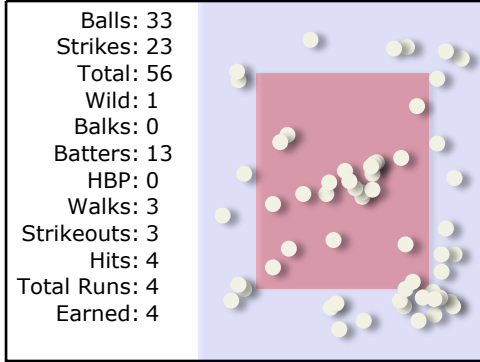 Balls: 33
Strikes: 23
Total: 56
Wild: 1
Balks: 0
Batters: 13
HBP: 0
Walks: 3
Strikeouts: 3
Hits: 4
Total Runs: 4
Earned: 4